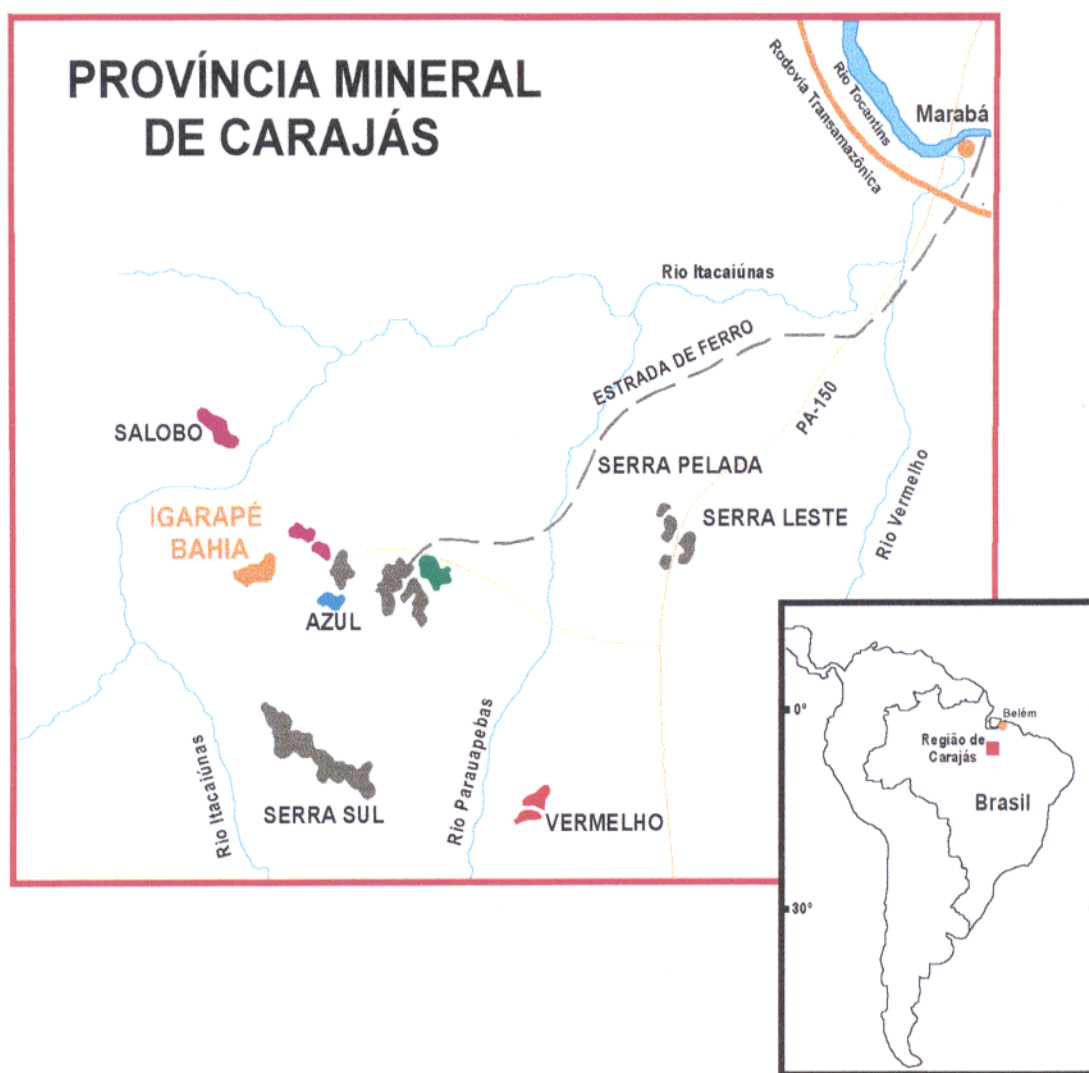 PROVÍNCIA MINERAL
DE CARAJÁS
Rodovia Transamazônica
Rio Tocantins
Marabá
Rio Itacaiúnas
ESTRADA DE FERRO
PA-150
SALOBO
SERRA PELADA
SERRA LESTE
Rio Vermelho
IGARAPÉ
BAHIA
AZUL
Rio Itacaiúnas
SERRA SUL
Rio Parauapebas
VERMELHO
0º
Belém
Região de
Carajás
Brasil
30º